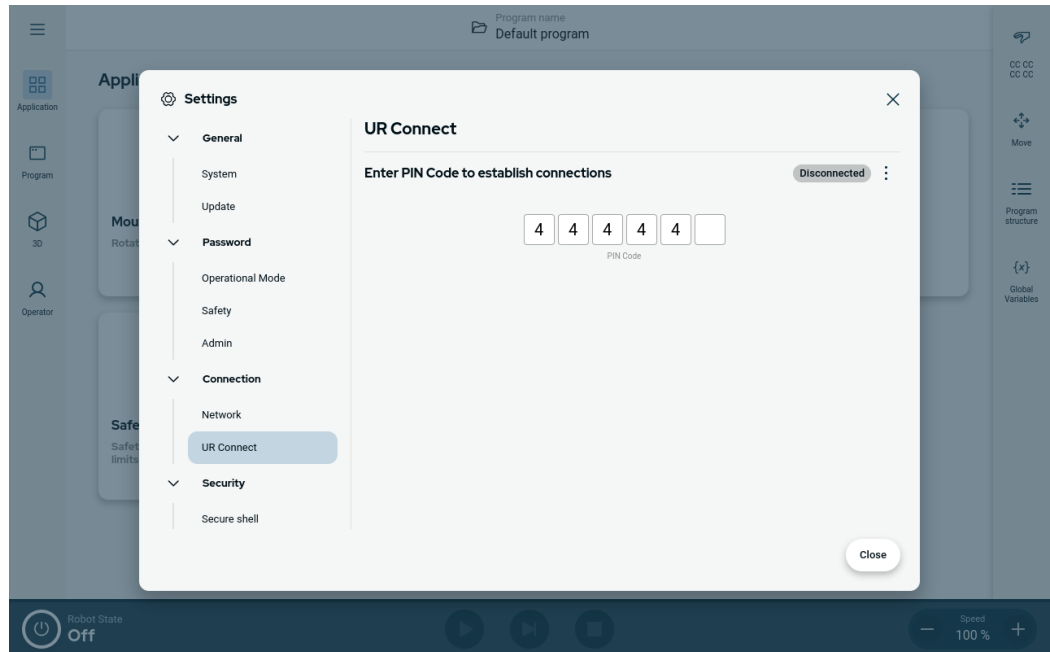 Program name
Default program
Application
Program
3D
Operator
Appli
Mou
Rotat
Safe
Safet
limits
Settings
General
System
Update
Password
Operational Mode
Safety
Admin
Connection
Network
UR Connect
Security
Secure shell
UR Connect
Enter PIN Code to establish connections
Disconnected
4 4 4 4 4
PIN Code
Close
CC CC
CC CC
Move
Program
structure
{x}
Global
Variables
Robot State
Off
Speed
100 %